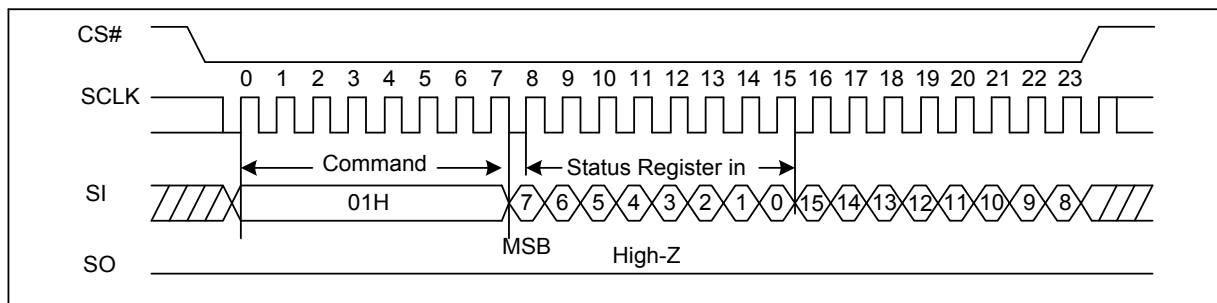 CS#
0 1 2 3 4 5 6 7 8 9 10 11 12 13 14 15 16 17 18 19 20 21 22 23
SCLK
Command Status Register in
SI 01H 7 6 5 4 3 2 1 0 15 14 13 12 11 10 9 8
MSB High-Z
SO